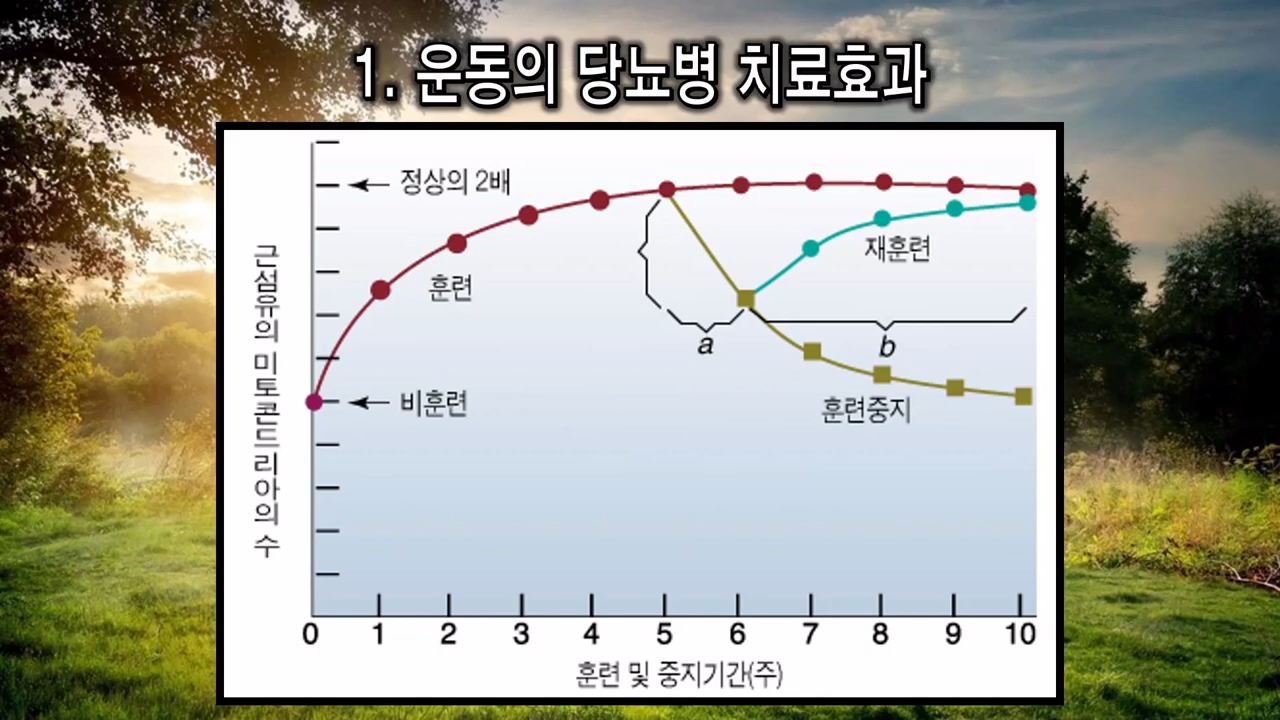 1. 운동의 당뇨병 치료효과
정상의 2배
훈련
비훈련
재훈련
a
b
훈련중지
근섬유의 미토콘드리아의 수
0 1 2 3 4 5 6 7 8 9 10
훈련 및 중지기간(주)